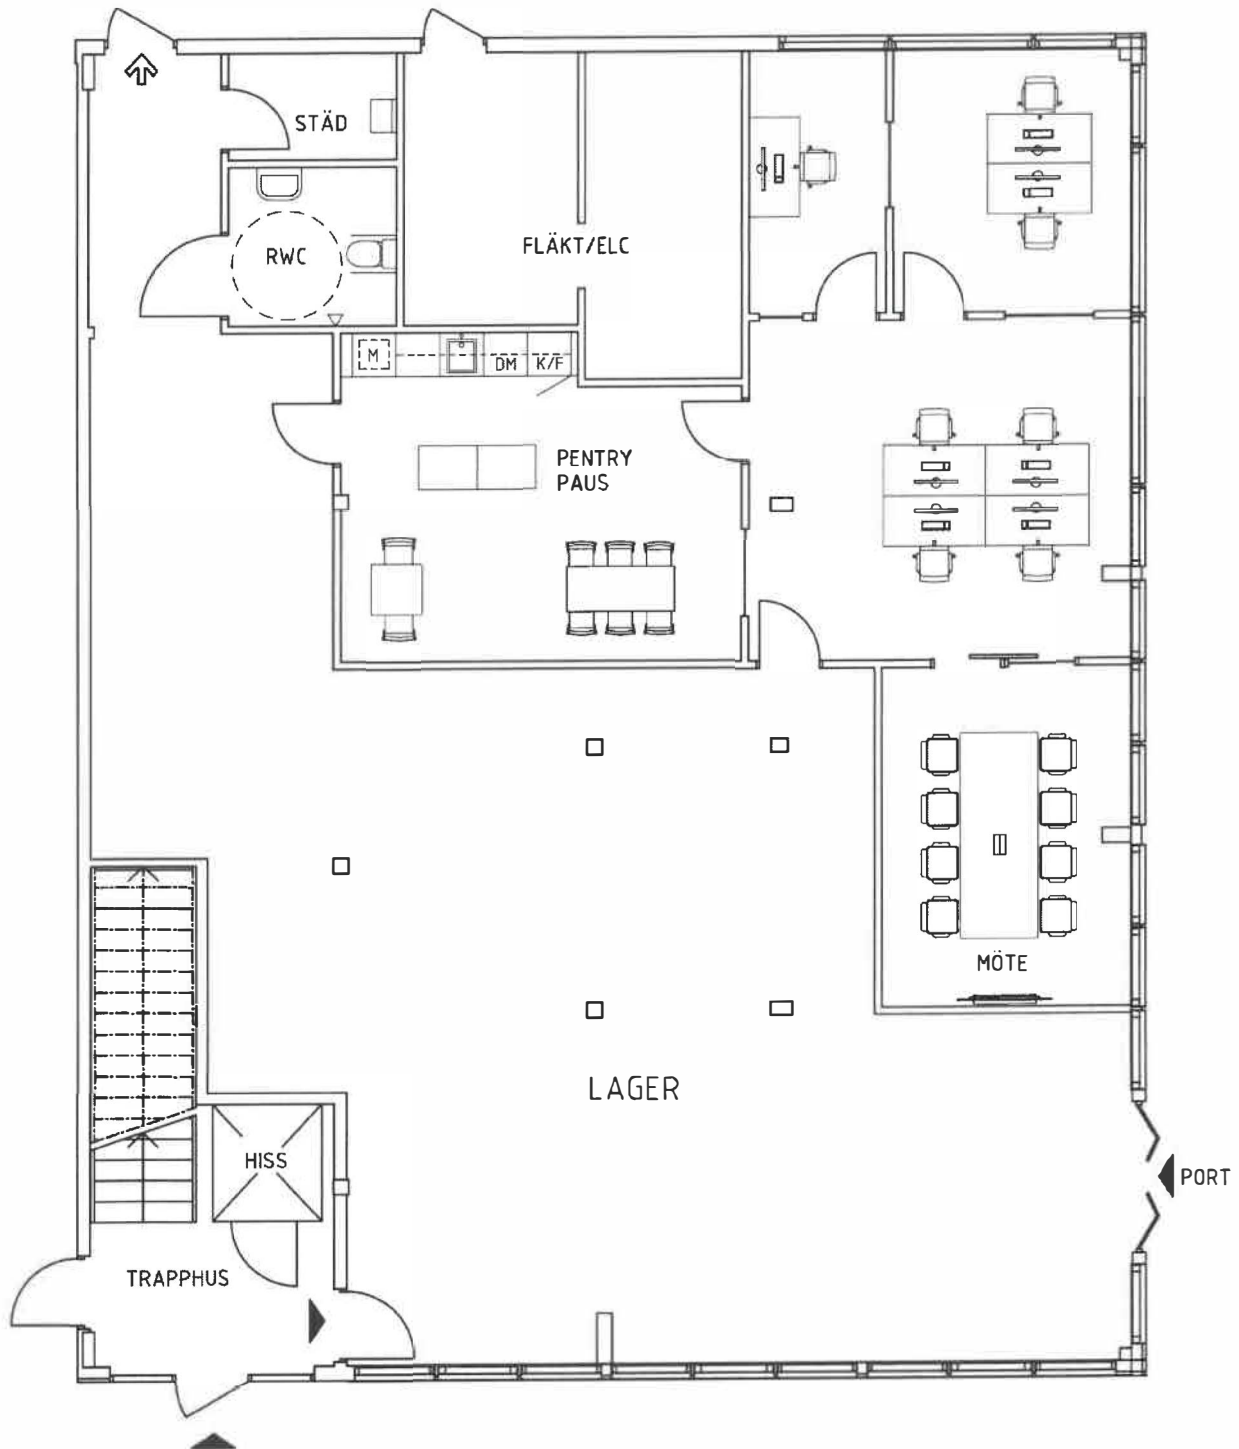 STÄD
RWC
FLÄKT/ELC
M
DM
K/F
PENTRY
PAUS
MÖTE
LAGER
HISS
PORT
TRAPPHUS